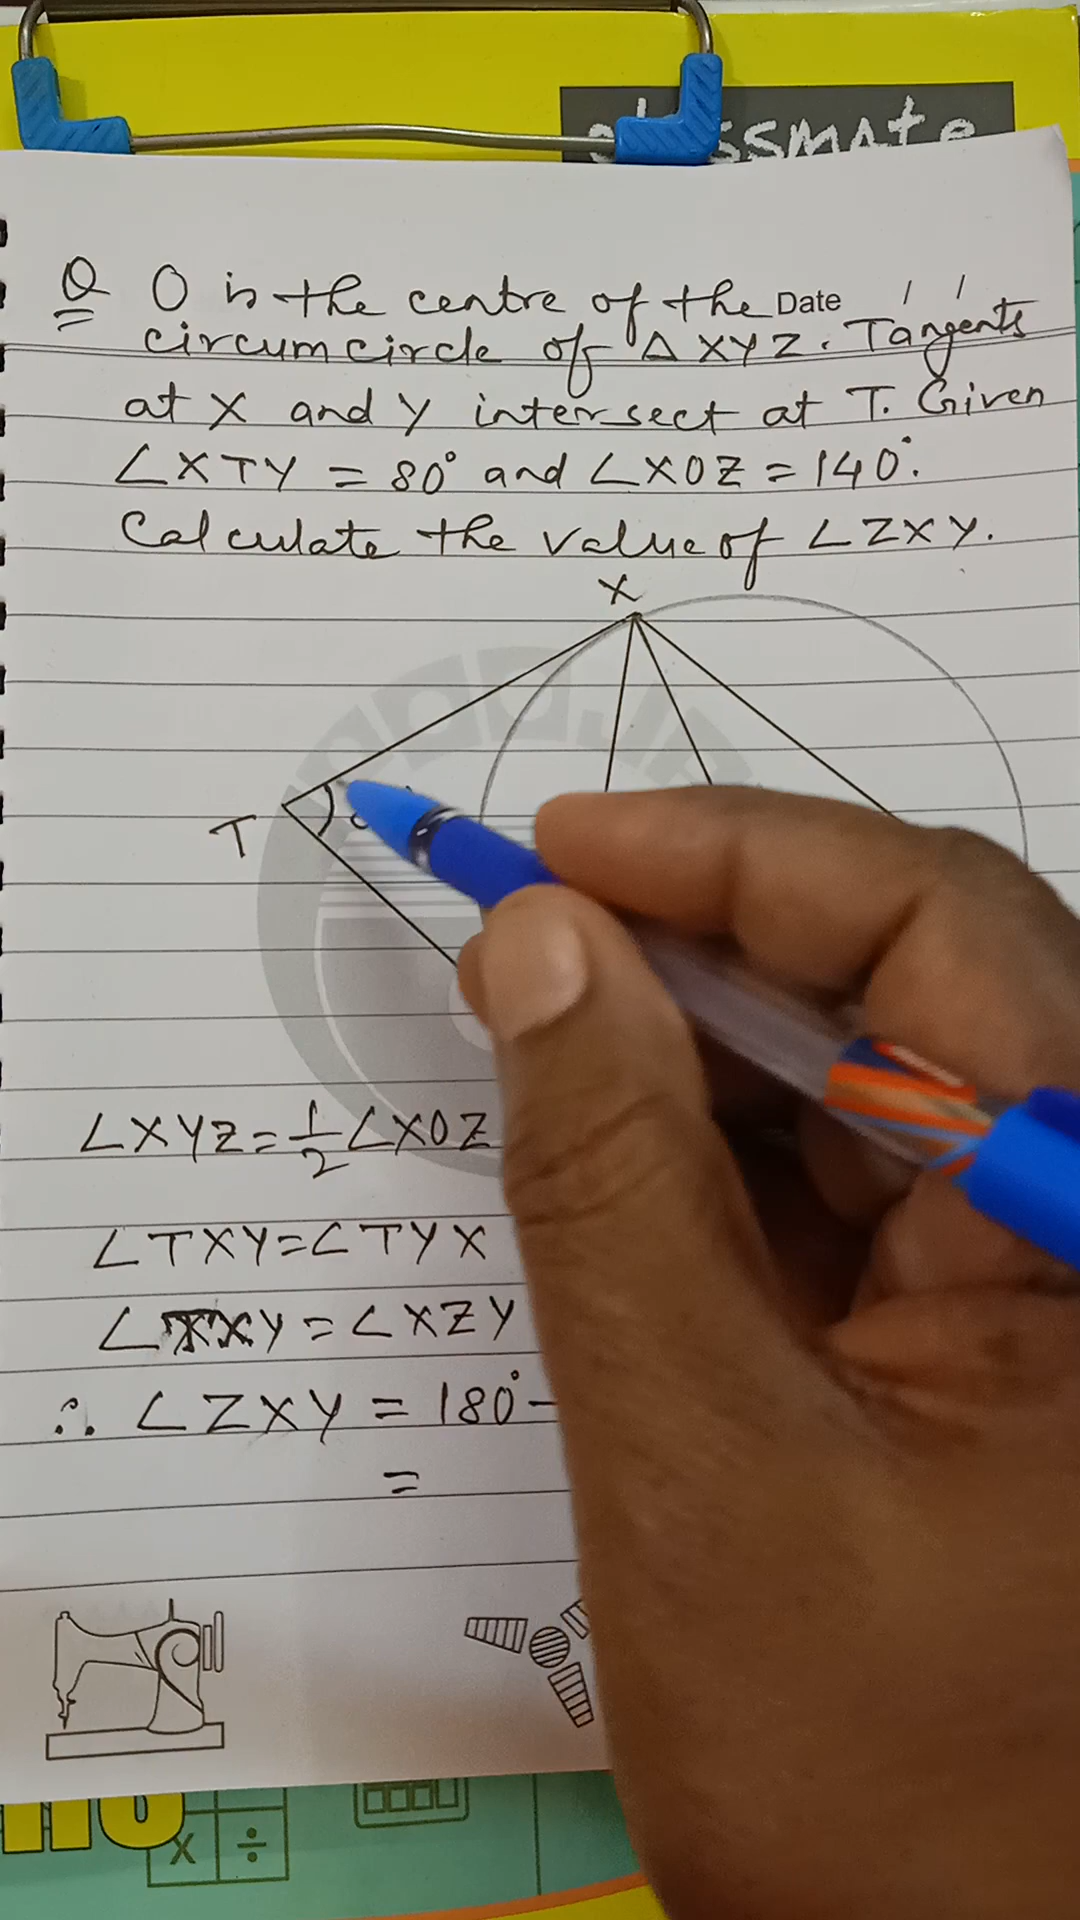 classmate
Q O is the centre of the Date / /
circumcircle of △XYZ. Tangents
at X and Y intersect at T. Given
∠XTY = 80° and ∠XOZ = 140°.
Calculate the value of ∠ZXY.
X
T
∠XYZ = 1/2 ∠XOZ
∠TXY = ∠TYX
∠TXY = ∠XZY
∴ ∠ZXY = 180° -
=
x ÷